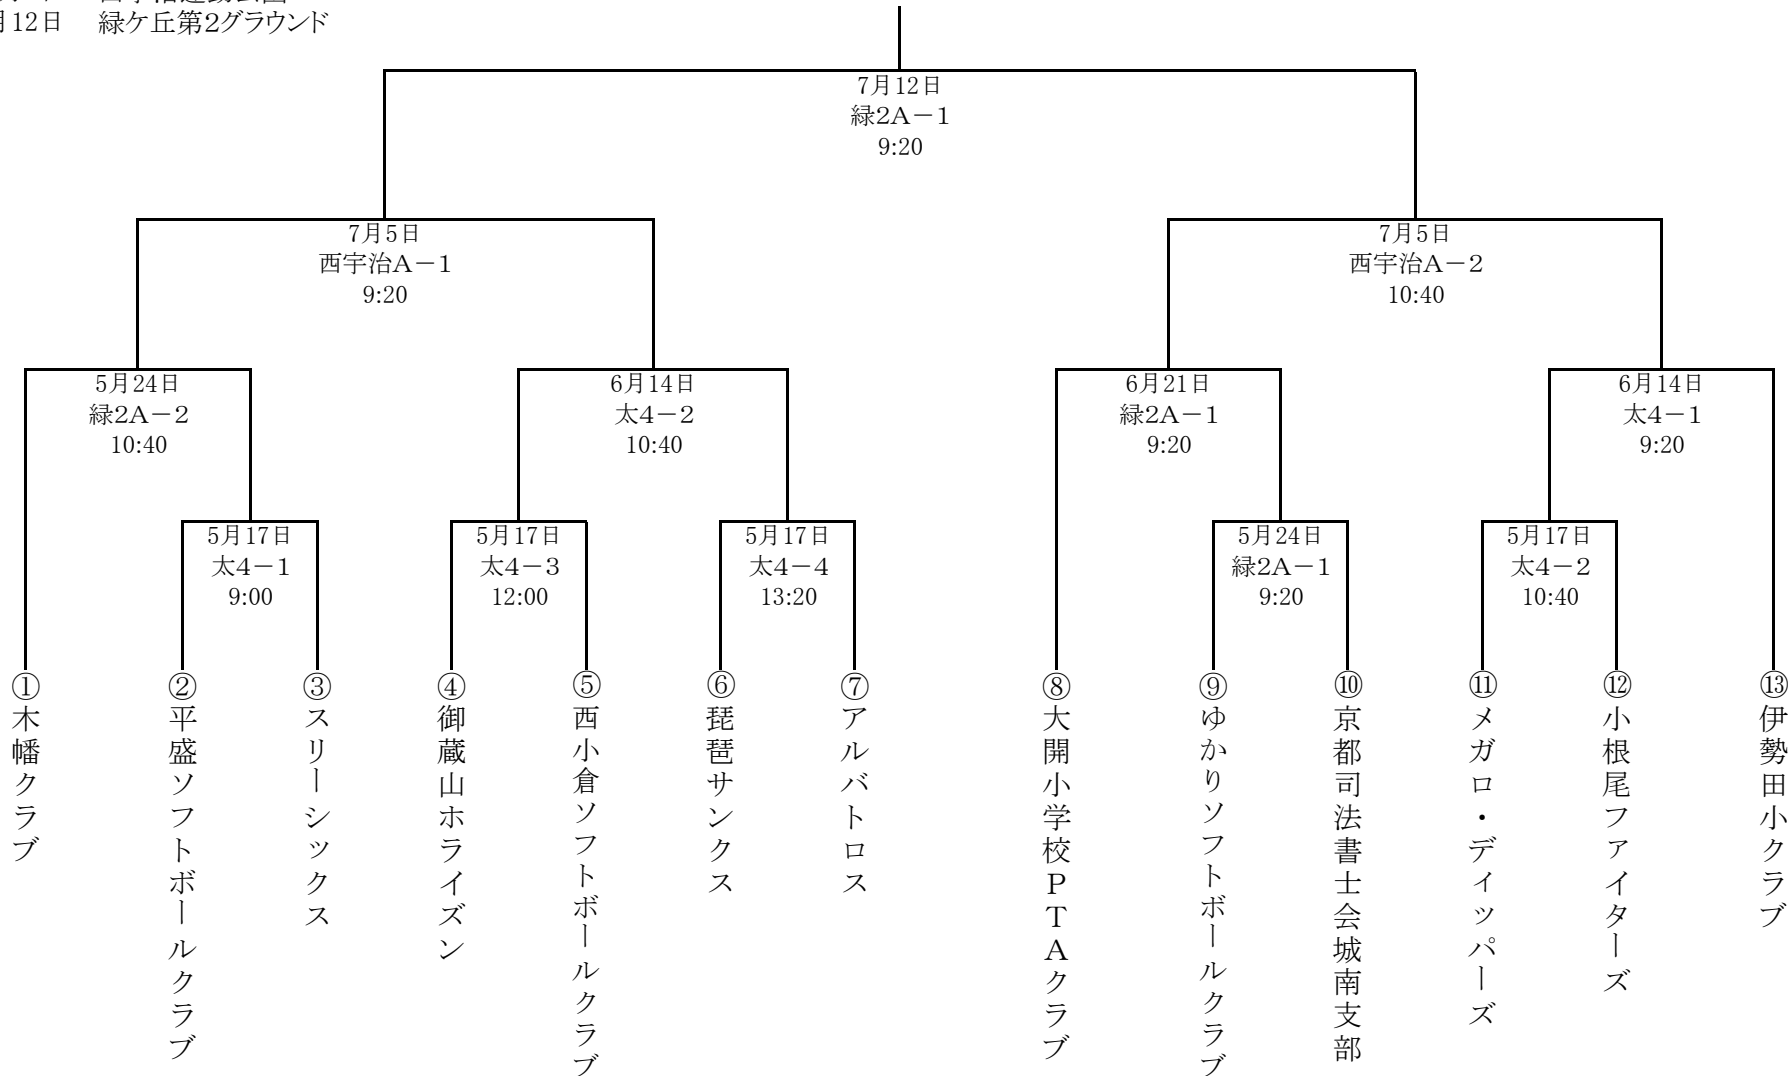 月12日 緑ケ丘第2グラウンド
7月12日
緑2A－1
9:20
7月5日
西宇治A－1
9:20
7月5日
西宇治A－2
10:40
5月24日
緑2A－2
10:40
6月14日
太4－2
10:40
6月21日
緑2A－1
9:20
6月14日
太4－1
9:20
5月17日
太4－1
9:00
5月17日
太4－3
12:00
5月17日
太4－4
13:20
5月24日
緑2A－1
9:20
5月17日
太4－2
10:40
①木幡クラブ
②平盛ソフトボールクラブ
③スリーシックス
④御蔵山ホライズン
⑤西小倉ソフトボールクラブ
⑥琵琶サンクス
⑦アルバトロス
⑧大開小学校PTAクラブ
⑨ゆかりソフトボールクラブ
⑩京都司法書士会城南支部
⑪メガロ・ディッパーズ
⑫小根尾ファイターズ
⑬伊勢田小クラブ